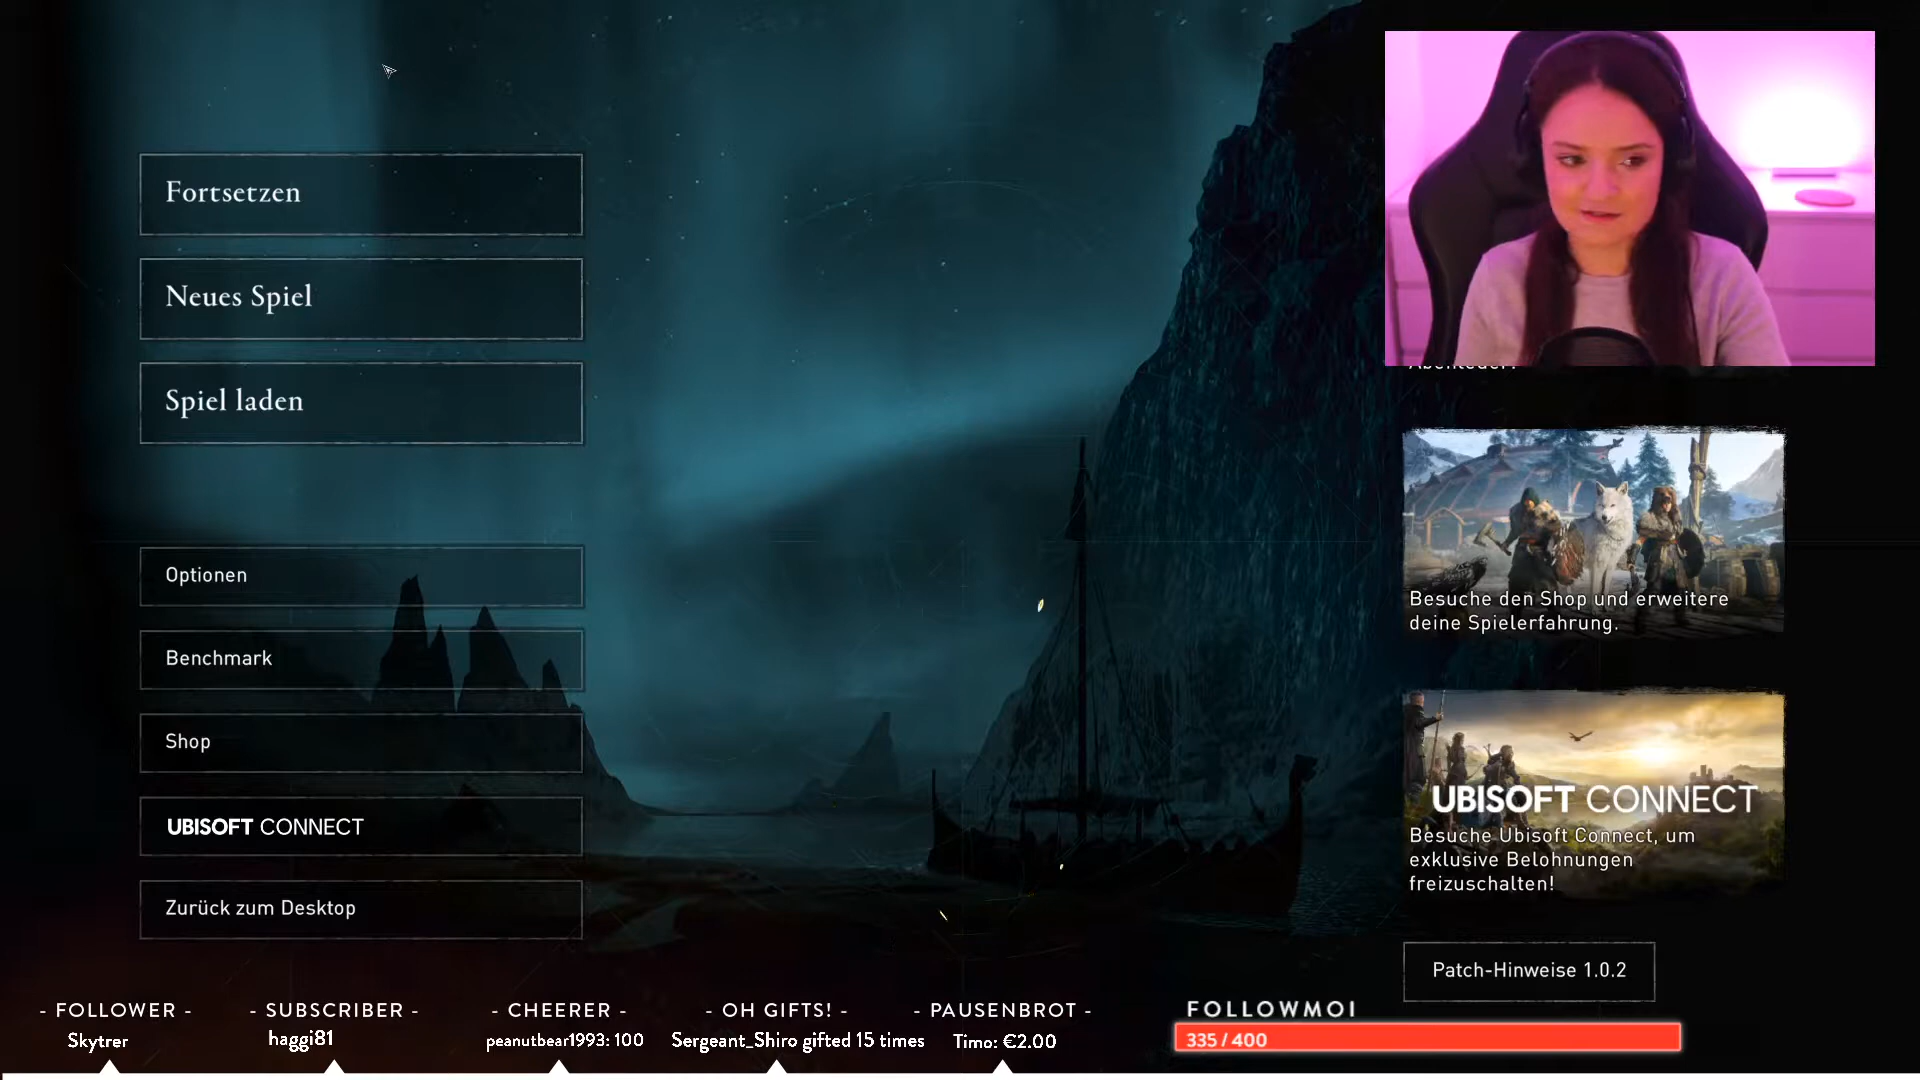 Fortsetzen
Neues Spiel
Spiel laden
Optionen
Benchmark
Shop
UBISOFT CONNECT
Zurück zum Desktop
Besuche den Shop und erweitere
deine Spielerfahrung.
UBISOFT CONNECT
Besuche Ubisoft Connect, um
exklusive Belohnungen
freizuschalten!
Patch-Hinweise 1.0.2
- FOLLOWER -
Skytrer
- SUBSCRIBER -
haggi81
- CHEERER -
peanutbear1993: 100
- OH GIFTS! -
Sergeant_Shiro gifted 15 times
- PAUSENBROT -
Timo: €2.00
FOLLOWMOI
335 / 400